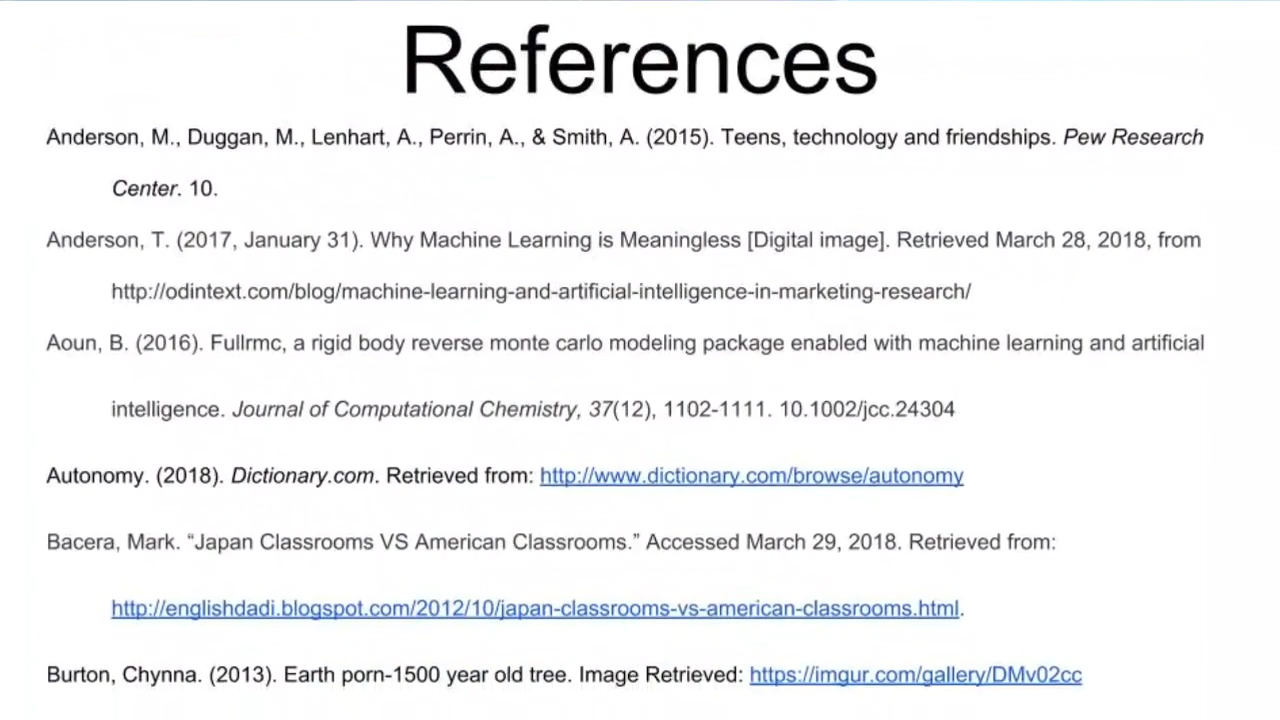 References
Anderson, M., Duggan, M., Lenhart, A., Perrin, A., & Smith, A. (2015). Teens, technology and friendships. Pew Research
Center. 10.
Anderson, T. (2017, January 31). Why Machine Learning is Meaningless [Digital image]. Retrieved March 28, 2018, from
http://odintext.com/blog/machine-learning-and-artificial-intelligence-in-marketing-research/
Aoun, B. (2016). Fullrmc, a rigid body reverse monte carlo modeling package enabled with machine learning and artificial
intelligence. Journal of Computational Chemistry, 37(12), 1102-1111. 10.1002/jcc.24304
Autonomy. (2018). Dictionary.com. Retrieved from: http://www.dictionary.com/browse/autonomy
Bacera, Mark. “Japan Classrooms VS American Classrooms.” Accessed March 29, 2018. Retrieved from:
http://englishdadi.blogspot.com/2012/10/japan-classrooms-vs-american-classrooms.html.
Burton, Chynna. (2013). Earth porn-1500 year old tree. Image Retrieved: https://imgur.com/gallery/DMv02cc